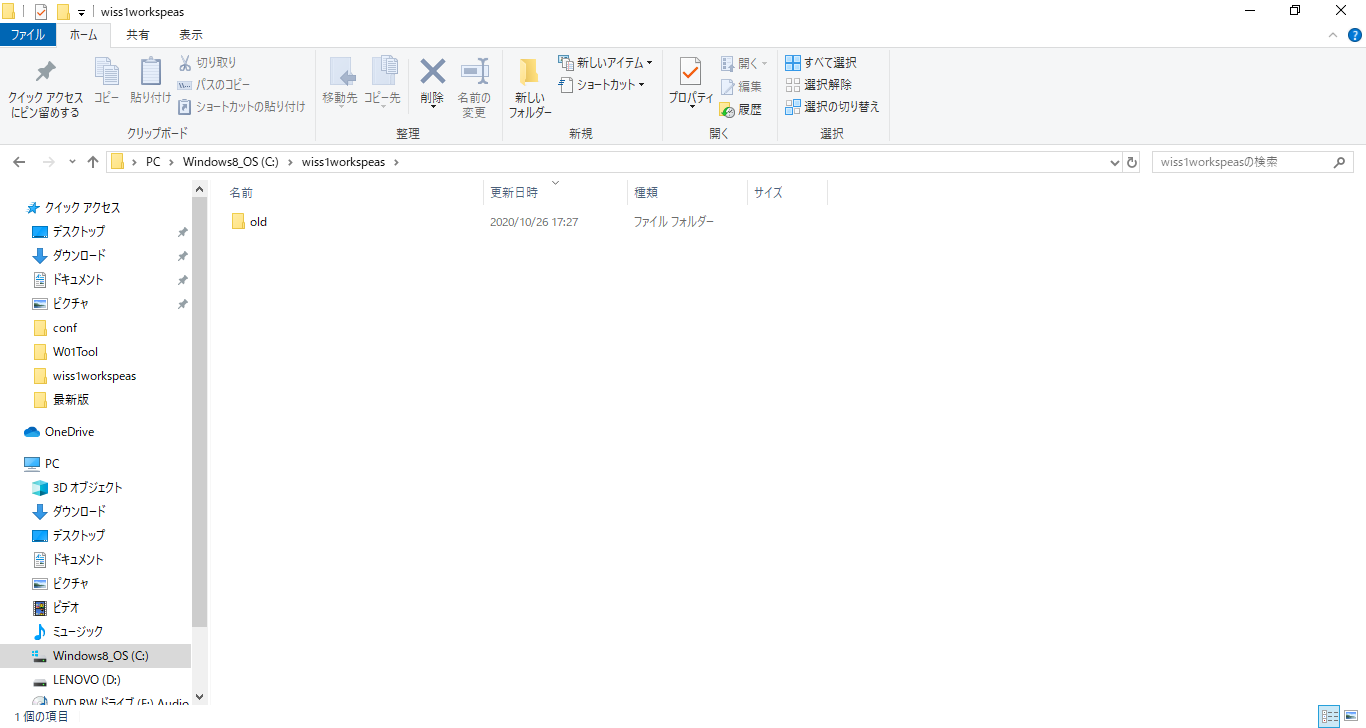 wiss1workspeas
ファイル ホーム 共有 表示
クイック アクセス
にピン留めする
コピー
貼り付け
切り取り
パスのコピー
ショートカットの貼り付け
クリップボード
移動先
コピー先
削除
名前の
変更
整理
新しい
フォルダー
新しいアイテム
ショートカット
新規
プロパティ
開く
編集
履歴
開く
すべて選択
選択解除
選択の切り替え
選択
PC Windows8_OS (C:) wiss1workspeas
wiss1workspeasの検索
クイック アクセス
デスクトップ
ダウンロード
ドキュメント
ピクチャ
conf
W01Tool
wiss1workspeas
最新版
OneDrive
PC
3D オブジェクト
ダウンロード
デスクトップ
ドキュメント
ピクチャ
ビデオ
ミュージック
Windows8_OS (C:)
LENOVO (D:)
DVD RW ドライブ (E:) Audio
名前 更新日時 種類 サイズ
old 2020/10/26 17:27 ファイル フォルダー
1 個の項目